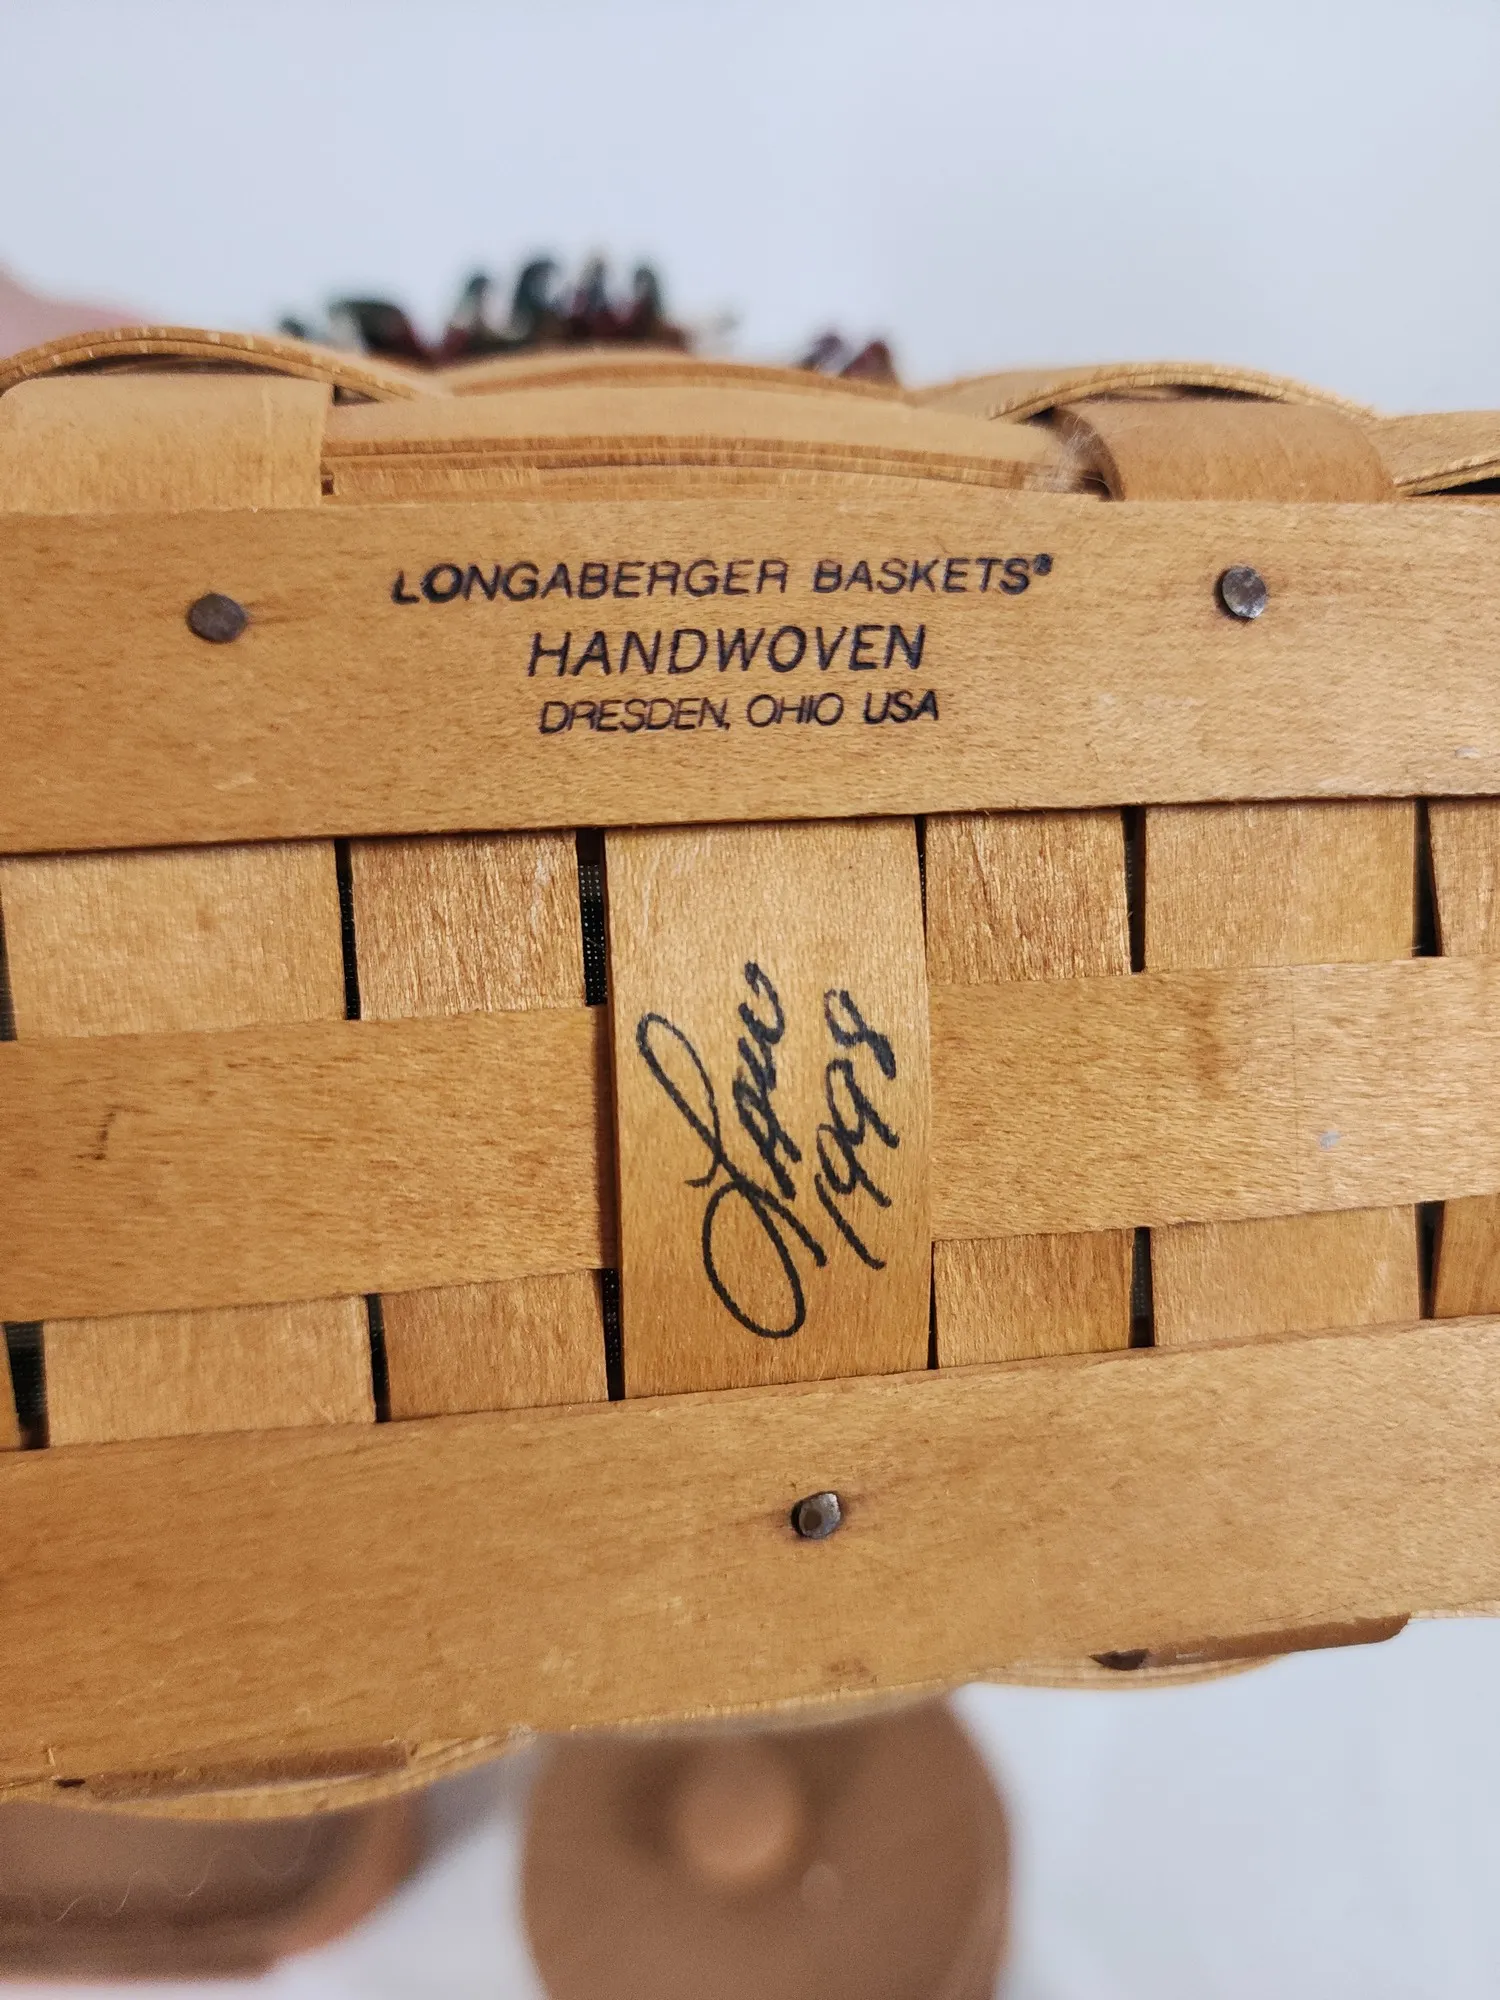 LONGABERGER BASKETS®
HANDWOVEN
DRESDEN, OHIO USA
1998